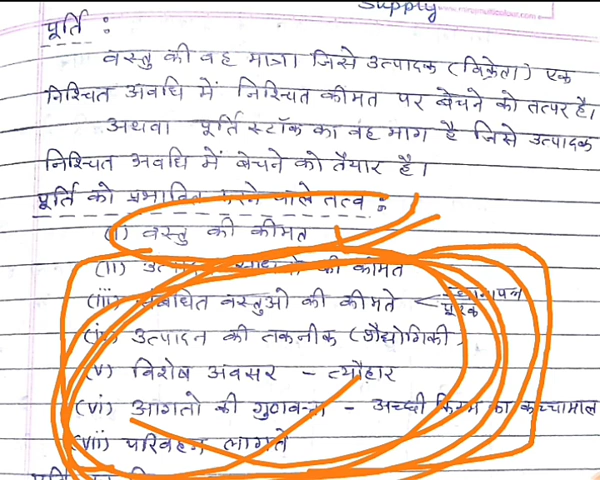 Supply
पूर्ति :
वस्तु की वह मात्रा जिसे उत्पादक (विक्रेता) एक
निश्चित अवधि में निश्चित कीमत पर बेचने को तत्पर है।
अथवा पूर्ति स्टॉक का वह भाग है जिसे उत्पादक
निश्चित अवधि में बेचने को तैयार है।
पूर्ति को प्रभावित करने वाले तत्व :
(i) वस्तु की कीमत
(ii) की कीमत
(iii) संबंधित वस्तुओ की कीमते < पूरक
(iv) उत्पादन की तकनीक (प्रौद्योगिकी)
(v) विशेष अवसर - त्यौहार
(vi) आगतो की गुणवत्ता - अच्छी किस्म का कच्चामाल
(vii) परिवहन लागते